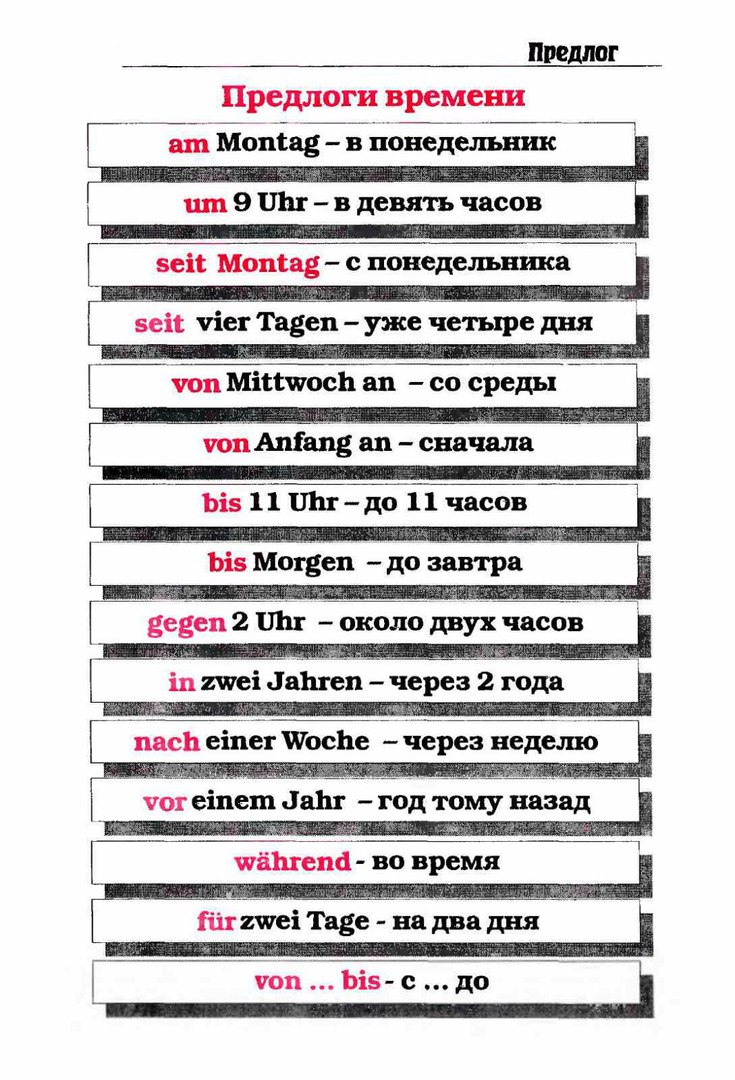 Предлог
Предлоги времени
am Montag – в понедельник
um 9 Uhr – в девять часов
seit Montag – с понедельника
seit vier Tagen – уже четыре дня
von Mittwoch an – со среды
von Anfang an – сначала
bis 11 Uhr – до 11 часов
bis Morgen – до завтра
gegen 2 Uhr – около двух часов
in zwei Jahren – через 2 года
nach einer Woche – через неделю
vor einem Jahr – год тому назад
während - во время
für zwei Tage - на два дня
von ... bis - с ... до